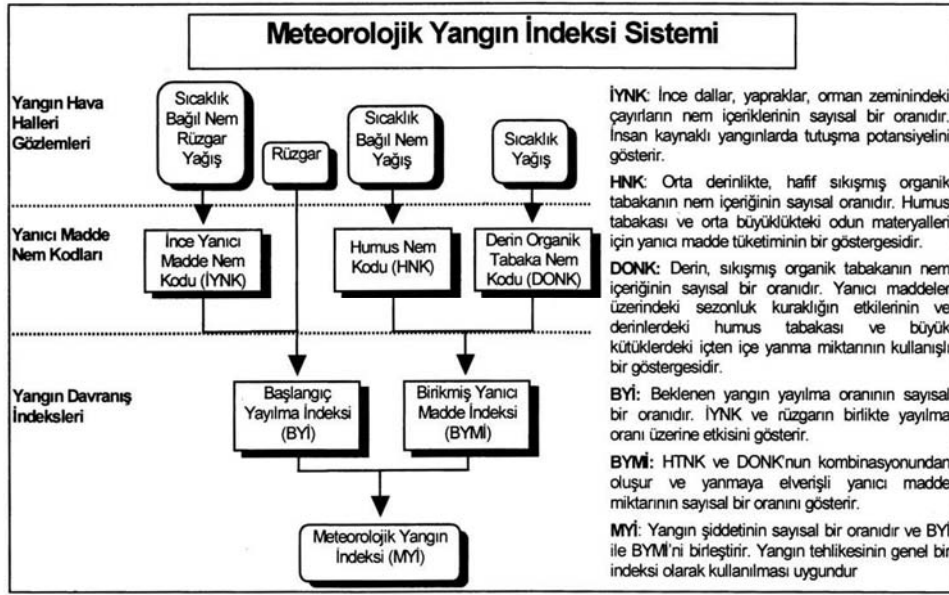 Meteorolojik Yangın İndeksi Sistemi
Yangın Hava
Halleri
Gözlemleri
Sıcaklık
Bağıl Nem
Rüzgar
Yağış
Rüzgar
Sıcaklık
Bağıl Nem
Yağış
Sıcaklık
Yağış
Yanıcı Madde
Nem Kodları
İnce Yanıcı
Madde Nem
Kodu (İYNK)
Humus Nem
Kodu (HNK)
Derin Organik
Tabaka Nem
Kodu (DONK)
Yangın Davranış
İndeksleri
Başlangıç
Yayılma İndeksi
(BYİ)
Birikmiş Yanıcı
Madde İndeksi
(BYMİ)
Meteorolojik Yangın
İndeksi (MYİ)
İYNK: İnce dallar, yapraklar, orman zeminindeki
çayırların nem içeriklerinin sayısal bir oranıdır.
İnsan kaynaklı yangınlarda tutuşma potansiyelini
gösterir.
HNK: Orta derinlikte, hafif sıkışmış organik
tabakanın nem içeriğinin sayısal oranıdır. Humus
tabakası ve orta büyüklükteki odun materyalleri
için yanıcı madde tüketiminin bir göstergesidir.
DONK: Derin, sıkışmış organik tabakanın nem
içeriğinin sayısal bir oranıdır. Yanıcı maddeler
üzerindeki sezonluk kuraklığın etkilerinin ve
derinlerdeki humus tabakası ve büyük
kütüklerdeki içten içe yanma miktarının kullanışlı
bir göstergesidir.
BYİ: Beklenen yangın yayılma oranının sayısal
bir oranıdır. İYNK ve rüzgarın birlikte yayılma
oranı üzerine etkisini gösterir.
BYMİ: HTNK ve DONK'nun kombinasyonundan
oluşur ve yanmaya elverişli yanıcı madde
miktarının sayısal bir oranını gösterir.
MYİ: Yangın şiddetinin sayısal bir oranıdır ve BYİ
ile BYMİ'ni birleştirir. Yangın tehlikesinin genel bir
indeksi olarak kullanılması uygundur